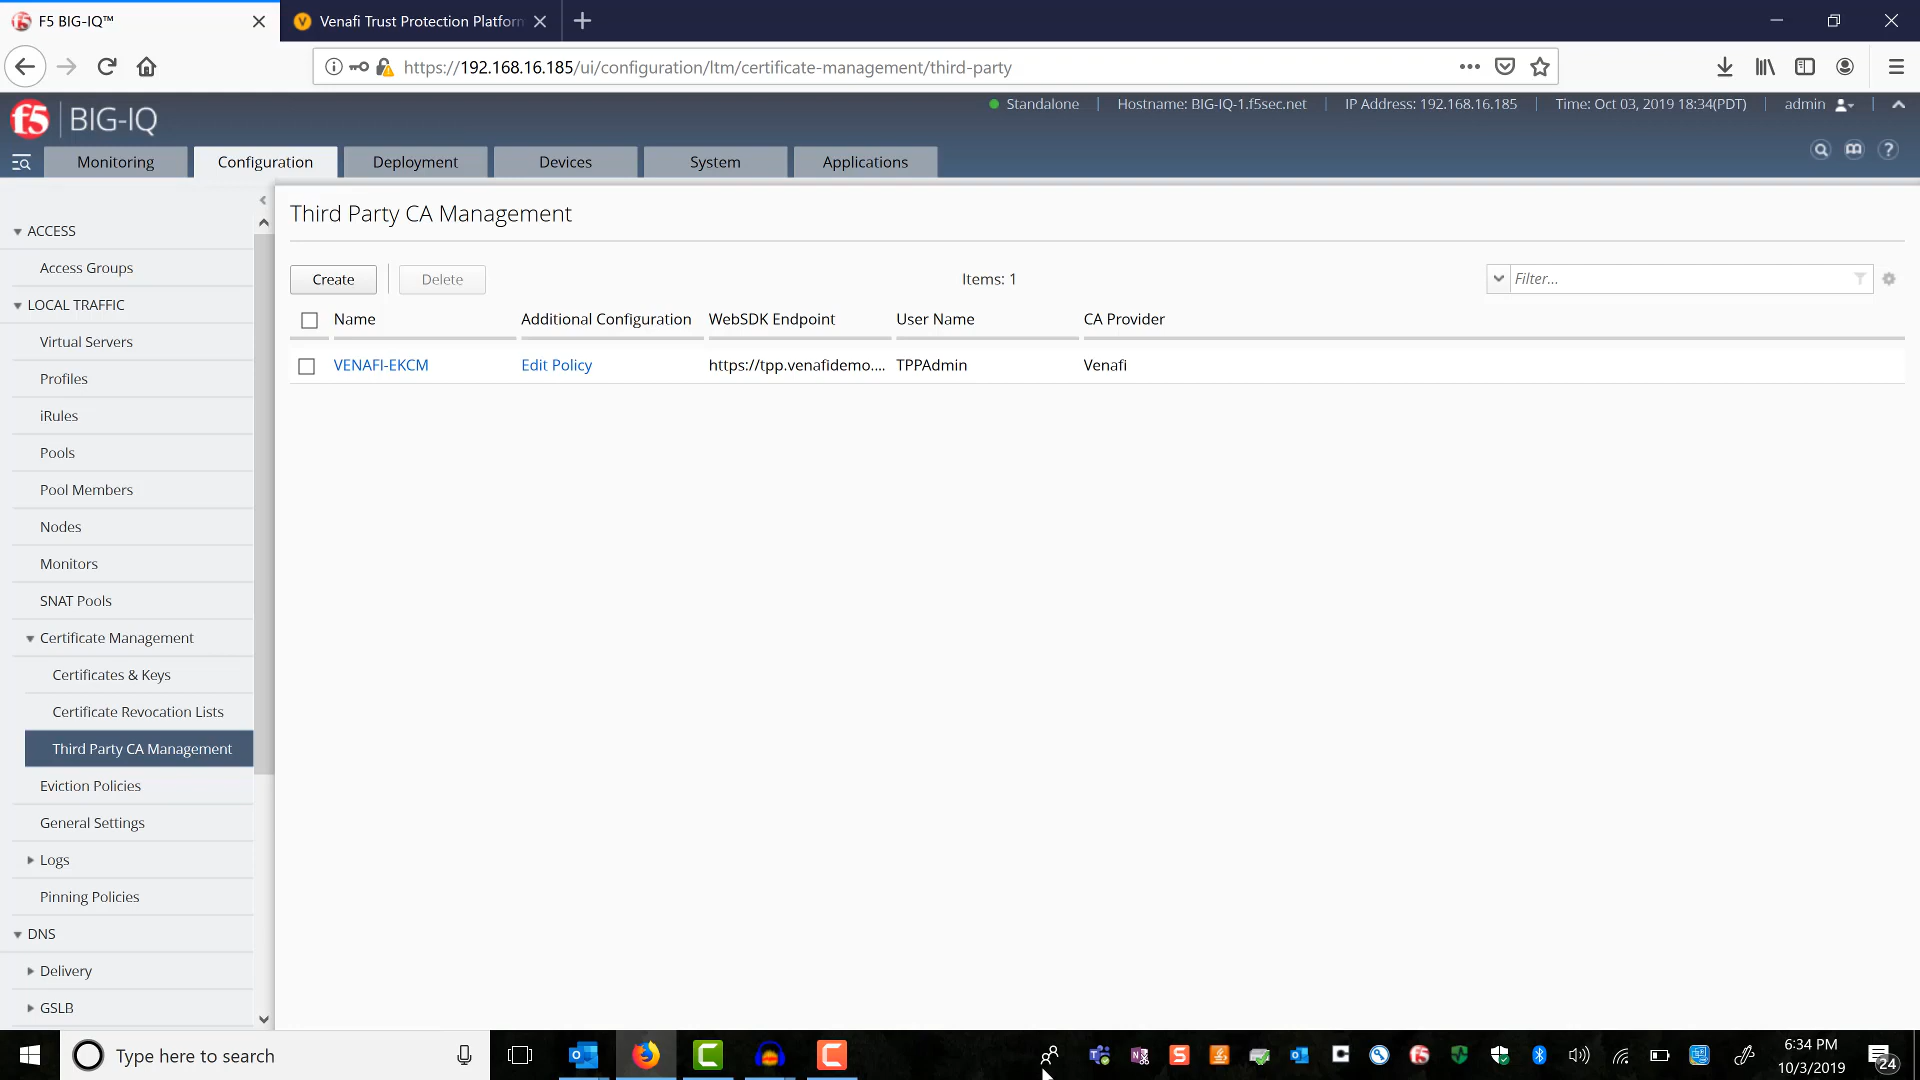 F5 BIG-IQ™
Venafi Trust Protection Platform
https://192.168.16.185/ui/configuration/ltm/certificate-management/third-party
f5 BIG-IQ
Standalone
Hostname: BIG-IQ-1.f5sec.net
IP Address: 192.168.16.185
Time: Oct 03, 2019 18:34(PDT)
admin
Monitoring
Configuration
Deployment
Devices
System
Applications
ACCESS
Access Groups
LOCAL TRAFFIC
Virtual Servers
Profiles
iRules
Pools
Pool Members
Nodes
Monitors
SNAT Pools
Certificate Management
Certificates & Keys
Certificate Revocation Lists
Third Party CA Management
Eviction Policies
General Settings
Logs
Pinning Policies
DNS
Delivery
GSLB
Third Party CA Management
Create
Delete
Items: 1
Filter...
Name
Additional Configuration
WebSDK Endpoint
User Name
CA Provider
VENAFI-EKCM
Edit Policy
https://tpp.venafidemo....
TPPAdmin
Venafi
Type here to search
6:34 PM
10/3/2019
24